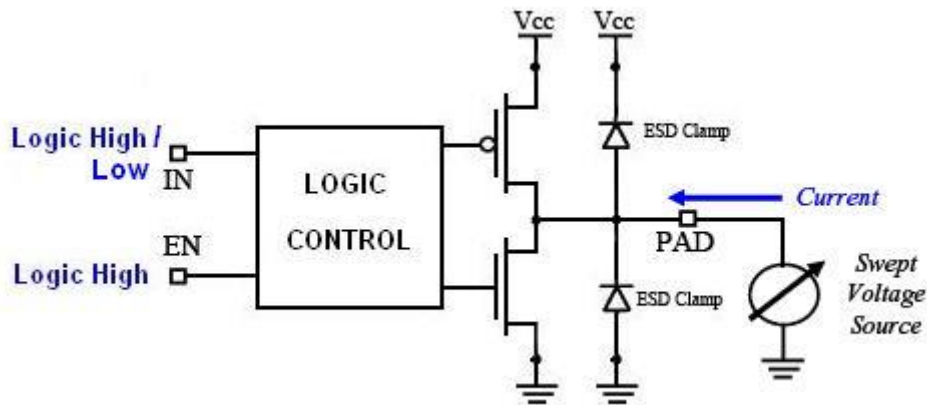 Vcc
Vcc
ESD Clamp
Logic High /
Low
IN
LOGIC
CONTROL
Current
PAD
EN
Logic High
ESD Clamp
Swept
Voltage
Source